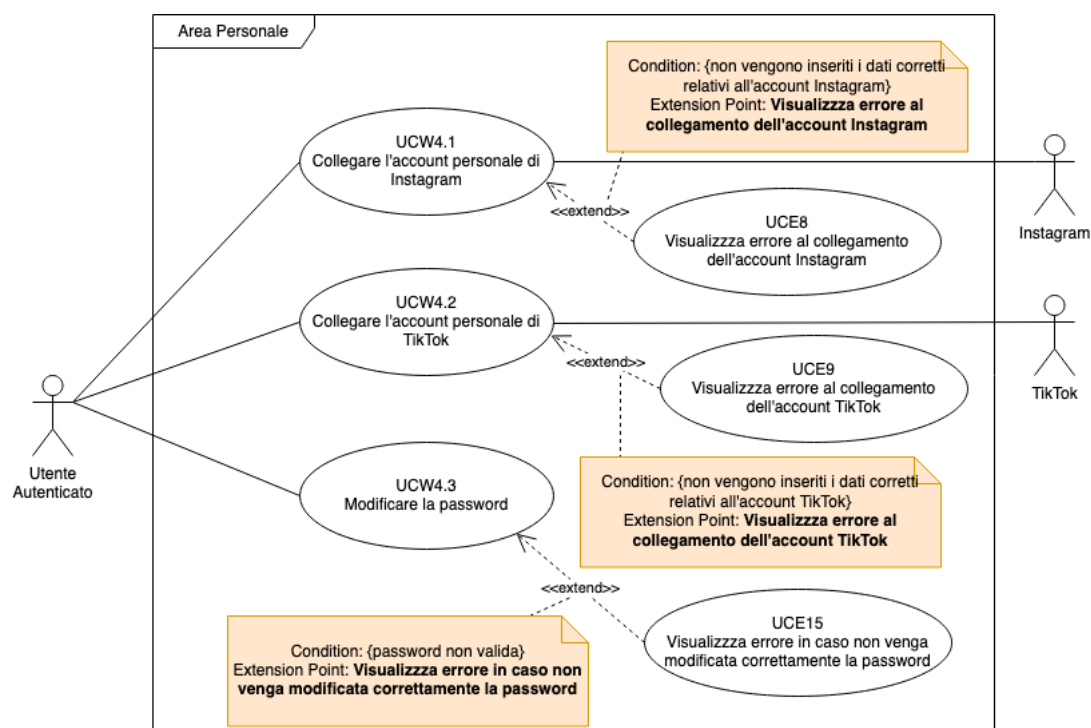 Area Personale
Condition: {non vengono inseriti i dati corretti
relativi all'account Instagram}
Extension Point: Visualizzza errore al
collegamento dell'account Instagram
UCW4.1
Collegare l'account personale di
Instagram
<<extend>>
UCE8
Visualizzza errore al collegamento
dell'account Instagram
Instagram
UCW4.2
Collegare l'account personale di
TikTok
<<extend>>
UCE9
Visualizzza errore al collegamento
dell'account TikTok
TikTok
Utente
Autenticato
UCW4.3
Modificare la password
Condition: {non vengono inseriti i dati corretti
relativi all'account TikTok}
Extension Point: Visualizzza errore al
collegamento dell'account TikTok
<<extend>>
UCE15
Visualizzza errore in caso non venga
modificata correttamente la password
Condition: {password non valida}
Extension Point: Visualizzza errore in caso non
venga modificata correttamente la password